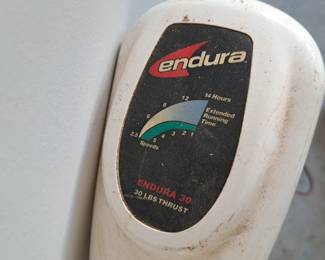 endura
14 Hours
12
8
6
2.5
Extended
Running
Time
5 4 3 2 1
Speeds
ENDURA 30
30 LBS THRUST